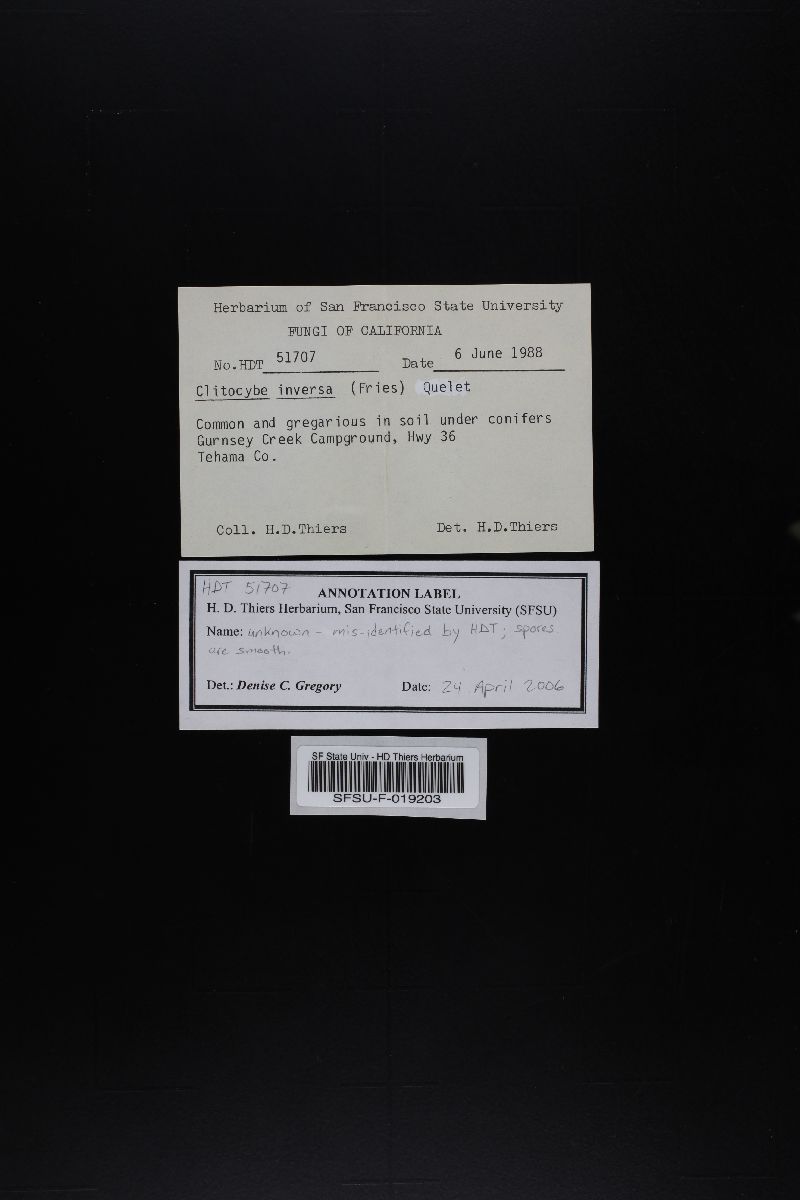 Herbarium of San Francisco State University
FUNGI OF CALIFORNIA
No.HDT 51707 Date 6 June 1988
Clitocybe inversa (Fries) Quelet
Common and gregarious in soil under conifers
Gurnsey Creek Campground, Hwy 36
Tehama Co.
Coll. H.D.Thiers Det. H.D.Thiers
HDT 51707 ANNOTATION LABEL
H. D. Thiers Herbarium, San Francisco State University (SFSU)
Name: unknown - mis-identified by HDT; spores
are smooth.
Det.: Denise C. Gregory Date: 24 April 2006
SF State Univ - HD Thiers Herbarium
SFSU-F-019203